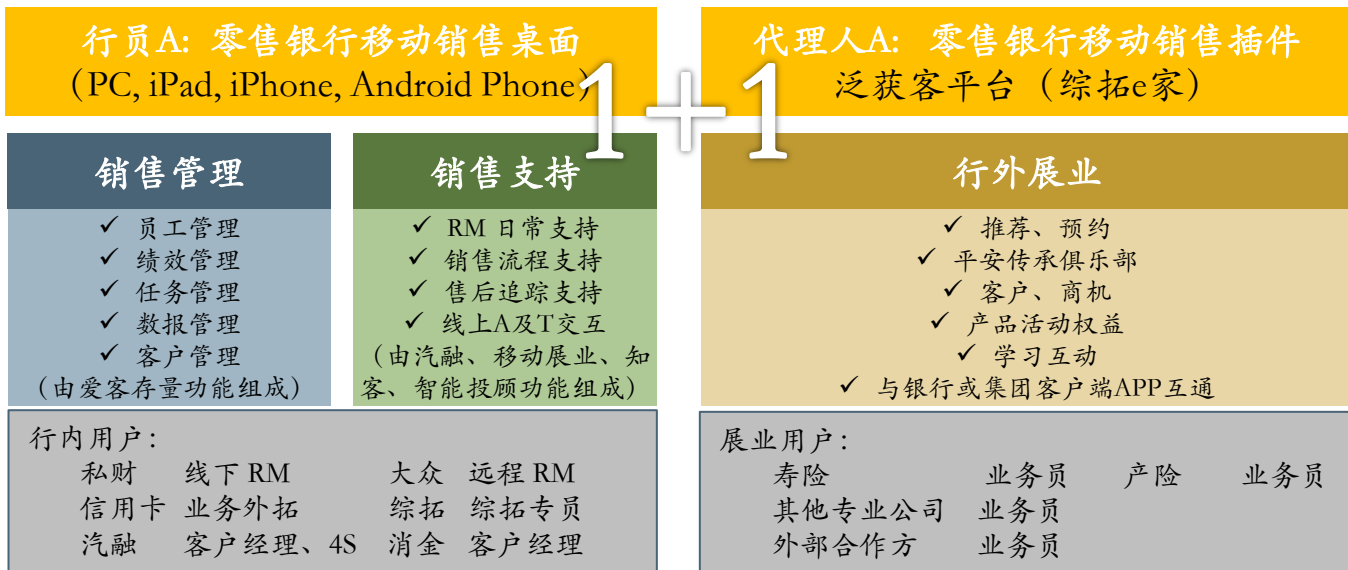 行员A：零售银行移动销售桌面
（PC, iPad, iPhone, Android Phone）
1+1
代理人A： 零售银行移动销售插件
泛获客平台（综拓e家）
销售管理
✓ 员工管理
✓ 绩效管理
✓ 任务管理
✓ 数报管理
✓ 客户管理
（由爱客存量功能组成）
销售支持
✓ RM 日常支持
✓ 销售流程支持
✓ 售后追踪支持
✓ 线上A及T交互
（由汽融、移动展业、知
客、智能投顾功能组成）
行外展业
✓ 推荐、预约
✓ 平安传承俱乐部
✓ 客户、商机
✓ 产品活动权益
✓ 学习互动
✓ 与银行或集团客户端APP互通
行内用户：
私财 线下 RM 大众 远程 RM
信用卡 业务外拓 综拓 综拓专员
汽融 客户经理、4S 消金 客户经理
展业用户：
寿险 业务员 产险 业务员
其他专业公司 业务员
外部合作方 业务员